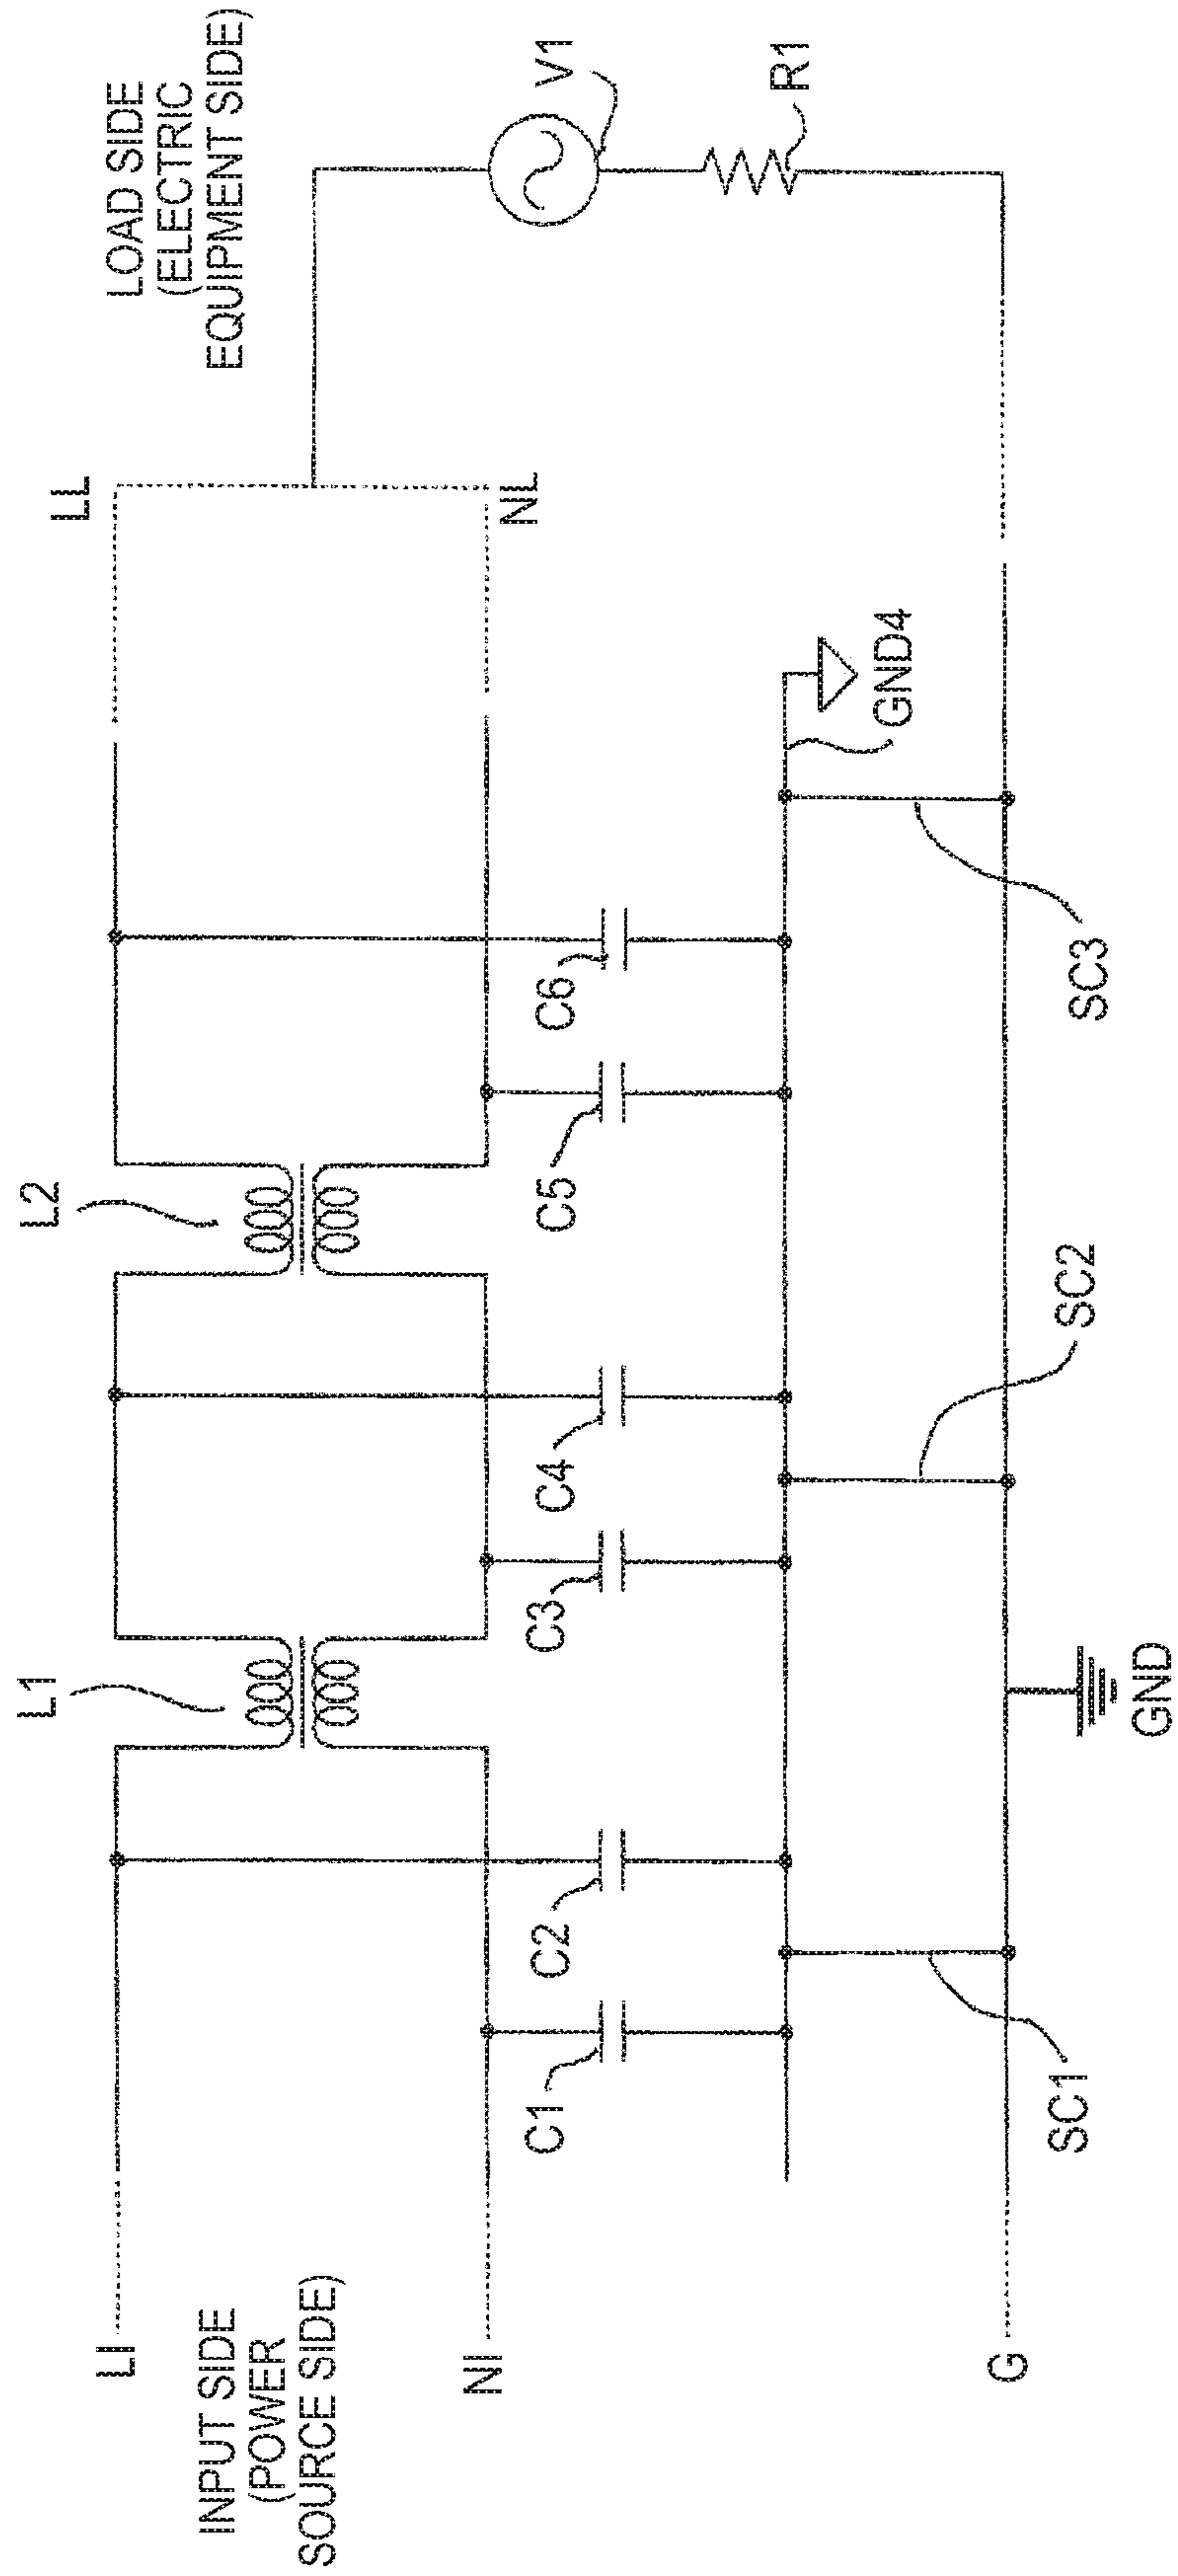 LOAD SIDE
(ELECTRIC
EQUIPMENT SIDE)
LL
NL
V1
R1
L2
L1
C6
C5
C4
C3
C2
C1
GND4
SC3
SC2
SC1
GND
LI
NI
G
INPUT SIDE
(POWER
SOURCE SIDE)